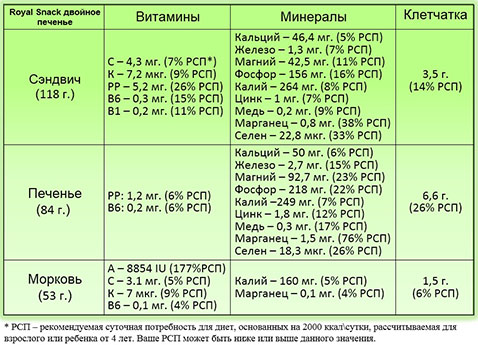 Royal Snack двойное печенье
Витамины
Минералы
Клетчатка
Сэндвич
(118 г.)
С – 4,3 мг. (7% РСП*)
К – 7,2мкг. (9% РСП)
РР – 5,2 мг. (26% РСП)
В6 – 0,3 мг. (15% РСП)
В1 – 0,2 мг. (11% РСП)
Кальций – 46,4 мг. (5% РСП)
Железо – 1,3 мг. (7% РСП)
Магний – 42,5 мг. (11% РСП)
Фосфор – 156 мг. (16% РСП)
Калий – 264 мг. (8% РСП)
Цинк – 1 мг. (7% РСП)
Медь – 0,2 мг. (9% РСП)
Марганец – 0,8 мг. (38% РСП)
Селен – 22,8 мкг. (33% РСП)
3,5 г.
(14% РСП)
Печенье
(84 г.)
РР: 1,2 мг. (6% РСП)
В6: 0,2 мг. (6% РСП)
Кальций – 50 мг. (6% РСП)
Железо – 2,7 мг. (15% РСП)
Магний – 92,7 мг. (23% РСП)
Фосфор – 218 мг. (22% РСП)
Калий -249 мг. (7% РСП)
Цинк – 1,8 мг. (12% РСП)
Медь – 0,3 мг. (17% РСП)
Марганец – 1,5 мг. (76% РСП)
Селен – 18,3 мкг. (26% РСП)
6,6 г.
(26% РСП)
Морковь
(53 г.)
А – 8854 IU (177%РСП)
С – 3.1 мг. (5% РСП)
К – 7 мкг. (9% РСП)
В6 – 0,1 мг. (4% РСП)
Калий – 160 мг. (5% РСП)
Марганец – 0,1 мг. (4% РСП)
1,5 г.
(6% РСП)
* РСП – рекомендуемая суточная потребность для диет, основанных на 2000 ккал\сутки, рассчитываемая для
взрослого или ребенка от 4 лет. Ваше РСП может быть ниже или выше данного значения.